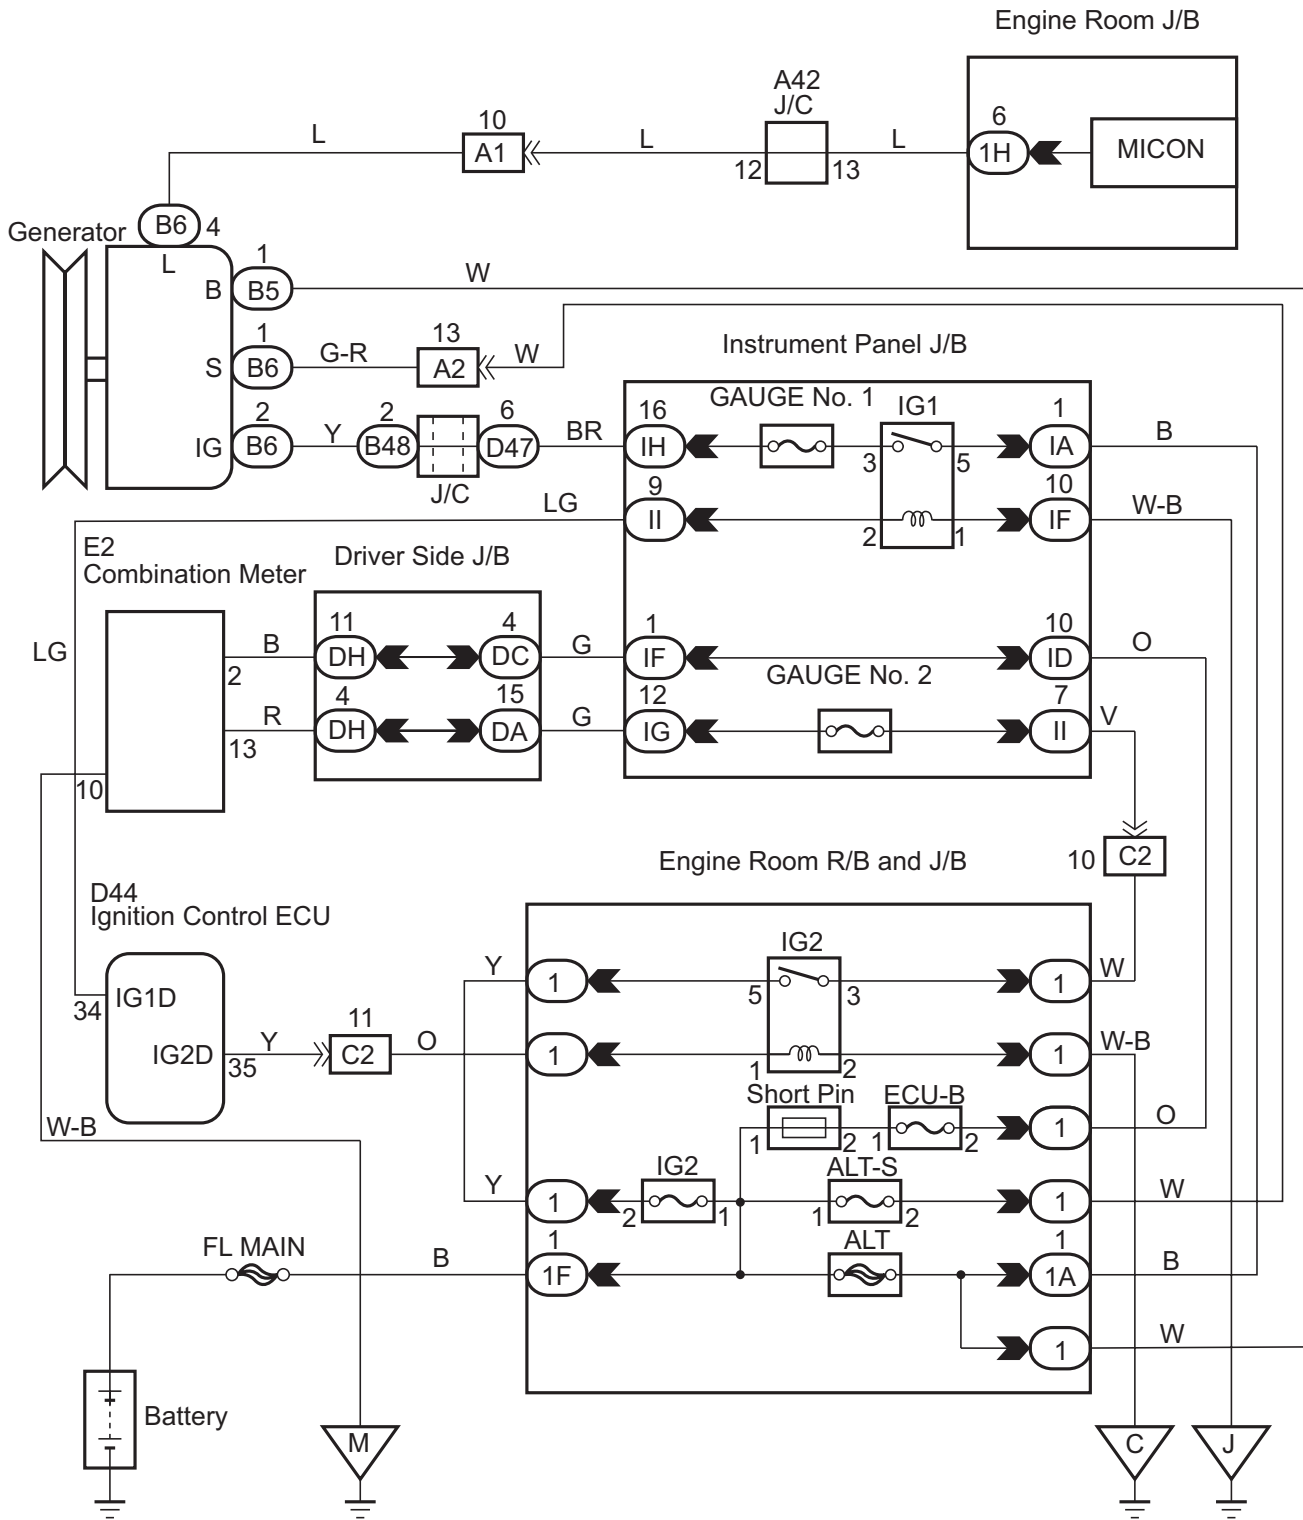 Engine Room J/B
A42
J/C
10
6
L
L
L
A1
12
13
1H
MICON
Generator
B6
4
L
1
W
B
B5
1
13
Instrument Panel J/B
S
B6
G-R
A2
W
GAUGE No. 1
IG1
2
2
6
16
1
IG
B6
Y
B48
D47
BR
IH
3
5
IA
B
J/C
9
10
LG
II
2
1
IF
W-B
E2
Combination Meter
Driver Side J/B
11
4
1
10
LG
B
DH
DC
G
IF
ID
O
2
GAUGE No. 2
4
15
12
7
R
DH
DA
G
IG
II
V
13
10
Engine Room R/B and J/B
10
C2
D44
Ignition Control ECU
IG2
Y
1
5
3
1
W
34
IG1D
11
IG2D
35
Y
C2
O
1
1
2
1
W-B
Short Pin
ECU-B
1
2
1
2
1
O
W-B
IG2
ALT-S
Y
1
2
1
1
2
1
W
FL MAIN
B
1
1F
ALT
1
1A
B
1
W
Battery
M
C
J